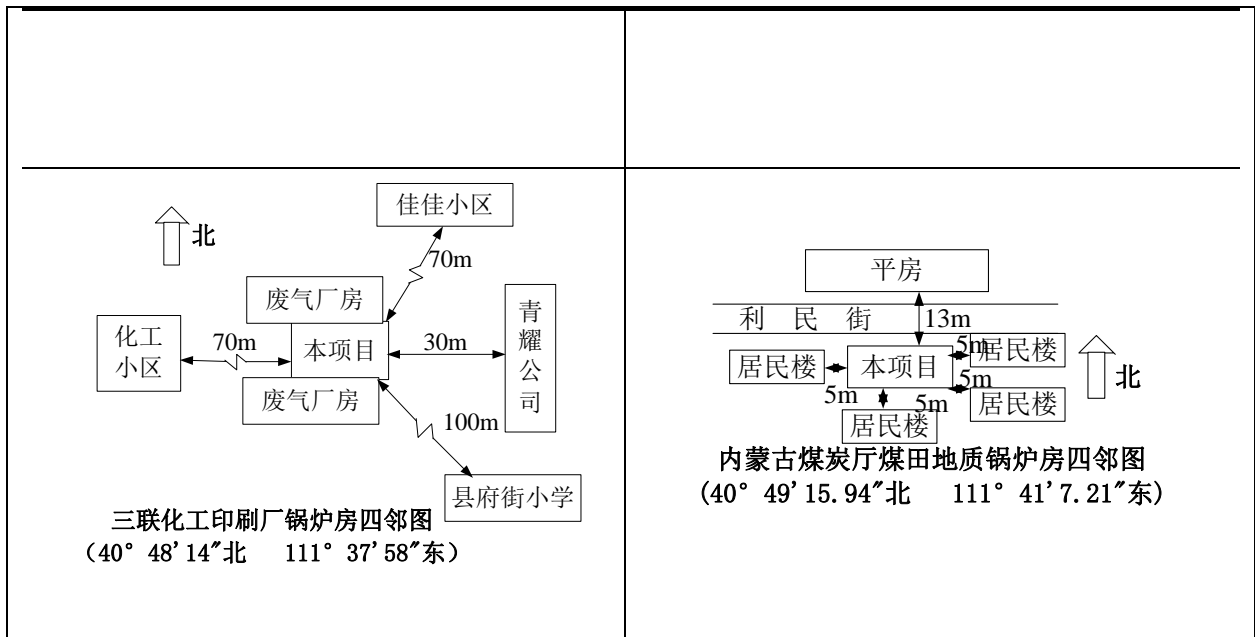 佳佳小区
北
70m
废气厂房
青耀公司
化工小区
70m
本项目
30m
废气厂房
100m
县府街小学
三联化工印刷厂锅炉房四邻图
（40° 48′14″北 111° 37′58″东）
平房
利 民 街
13m
居民楼
5m
本项目
5m
居民楼
北
5m
5m
居民楼
居民楼
内蒙古煤炭厅煤田地质锅炉房四邻图
(40° 49′15.94″北 111° 41′7.21″东)